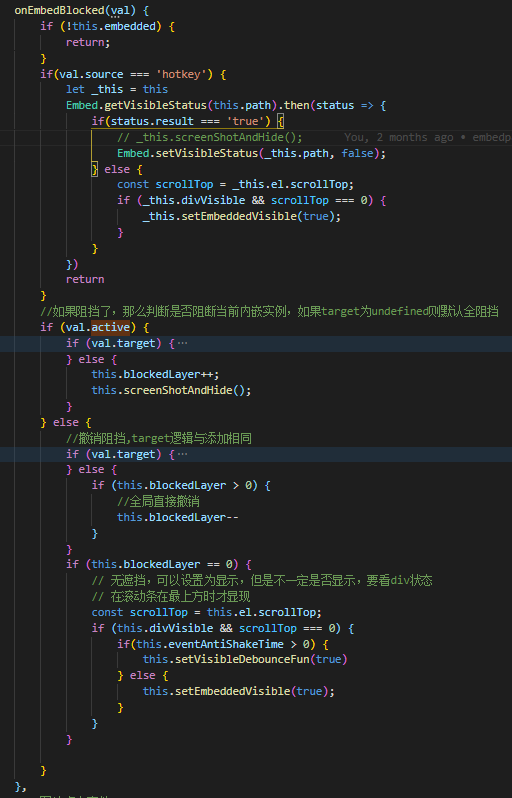 onEmbedBlocked(val) {
if (!this.embedded) {
return;
}
if(val.source === 'hotkey') {
let _this = this
Embed.getVisibleStatus(this.path).then(status => {
if(status.result === 'true') {
// _this.screenShotAndHide(); You, 2 months ago • embedp
Embed.setVisibleStatus(_this.path, false);
} else {
const scrollTop = _this.el.scrollTop;
if (_this.divVisible && scrollTop === 0) {
_this.setEmbeddedVisible(true);
}
}
})
return
}
//如果阻挡了，那么判断是否阻断当前内嵌实例，如果target为undefined则默认全阻挡
if (val.active) {
if (val.target) {…
} else {
this.blockedLayer++;
this.screenShotAndHide();
}
} else {
//撤销阻挡,target逻辑与添加相同
if (val.target) {…
} else {
if (this.blockedLayer > 0) {
//全局直接撤销
this.blockedLayer--
}
}
if (this.blockedLayer == 0) {
// 无遮挡，可以设置为显示，但是不一定是否显示，要看div状态
// 在滚动条在最上方时才显现
const scrollTop = this.el.scrollTop;
if (this.divVisible && scrollTop === 0) {
if(this.eventAntiShakeTime > 0) {
this.setVisibleDebounceFun(true)
} else {
this.setEmbeddedVisible(true);
}
}
}
}
},